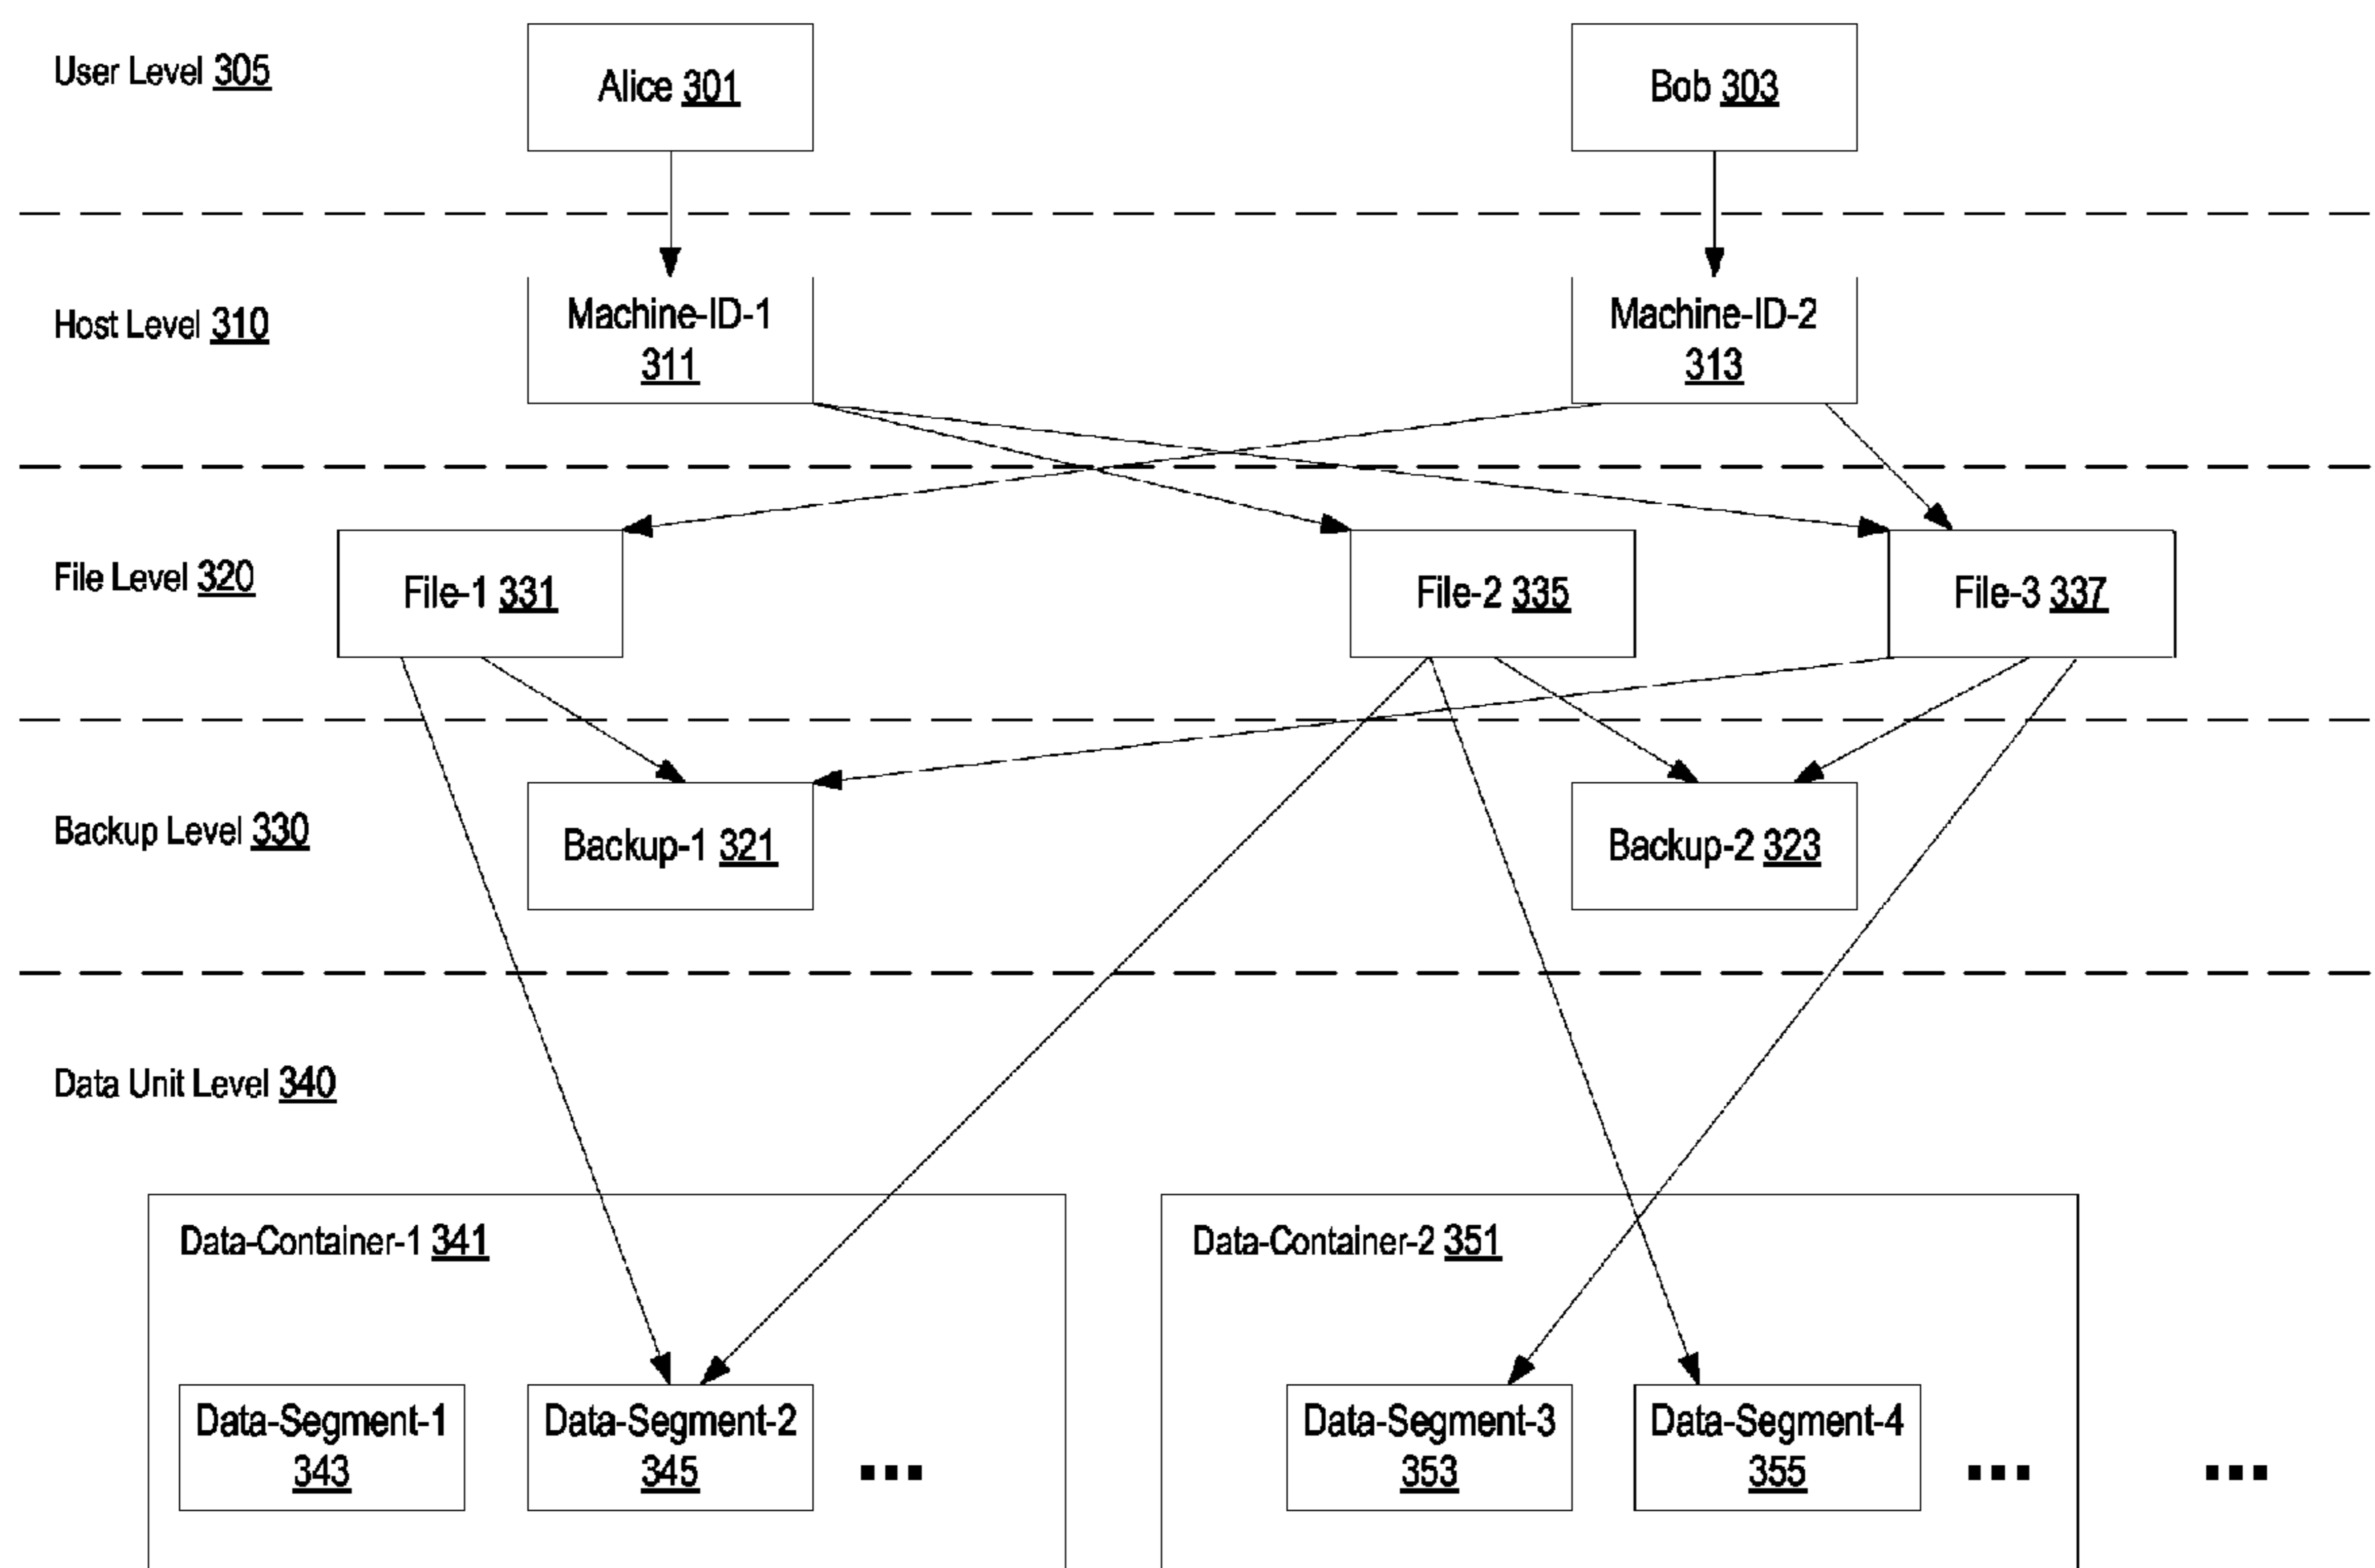 User Level 305
Alice 301
Bob 303
Host Level 310
Machine-ID-1
311
Machine-ID-2
313
File Level 320
File-1 331
File-2 335
File-3 337
Backup Level 330
Backup-1 321
Backup-2 323
Data Unit Level 340
Data-Container-1 341
Data-Container-2 351
Data-Segment-1
343
Data-Segment-2
345
...
Data-Segment-3
353
Data-Segment-4
355
...
...